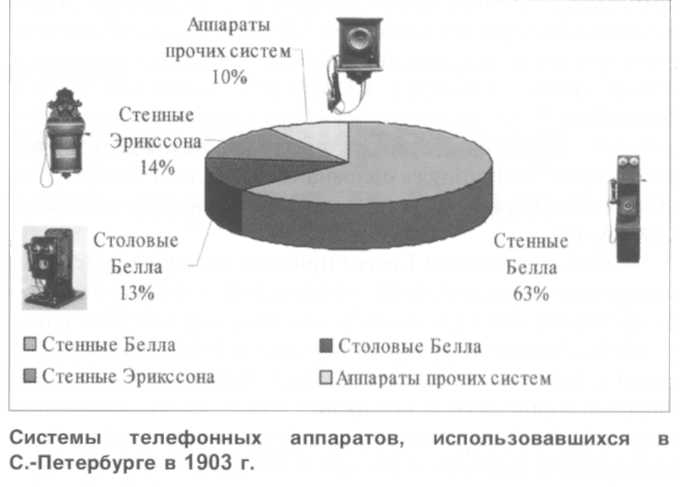 Аппараты
прочих систем
10%
Стенные
Эрикссона
14%
Столовые
Белла
13%
Стенные
Белла
63%
Стенные Белла
Столовые Белла
Стенные Эрикссона
Аппараты прочих систем
Системы телефонных аппаратов, использовавшихся в
С.-Петербурге в 1903 г.